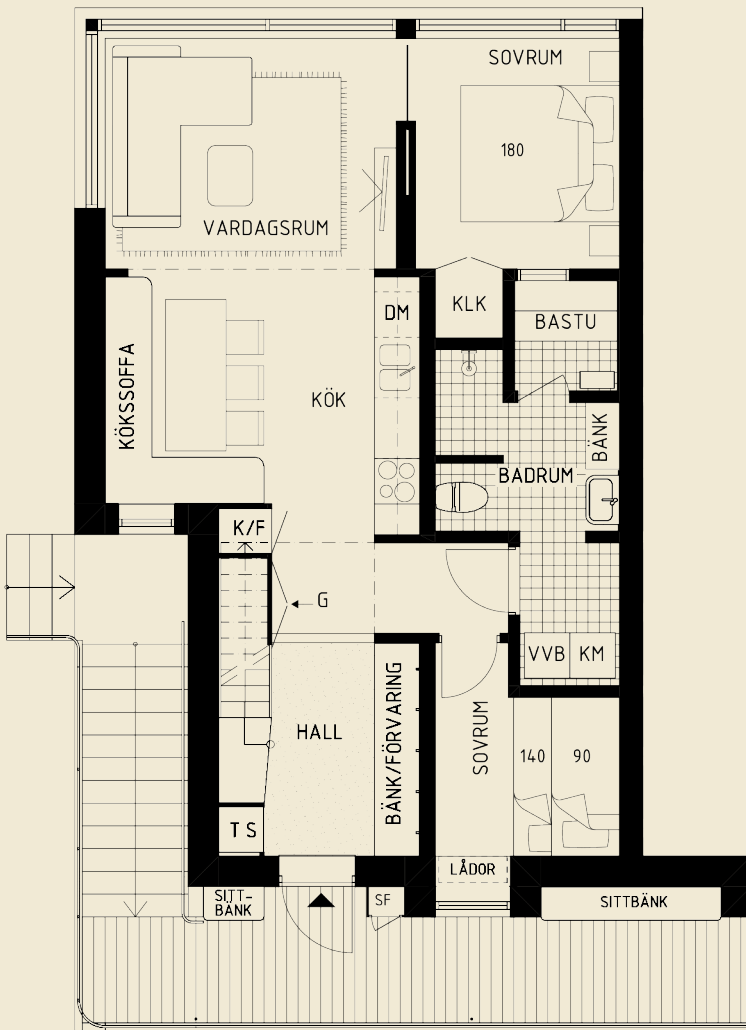 SOVRUM
180
VARDAGSRUM
KLK
DM
BASTU
KÖKSSOFFA
KÖK
BÄNK
BADRUM
K/F
G
VVB
KM
BÄNK/FÖRVARING
HALL
SOVRUM
140
90
TS
LÅDOR
SITT-
BÄNK
SF
SITTBÄNK